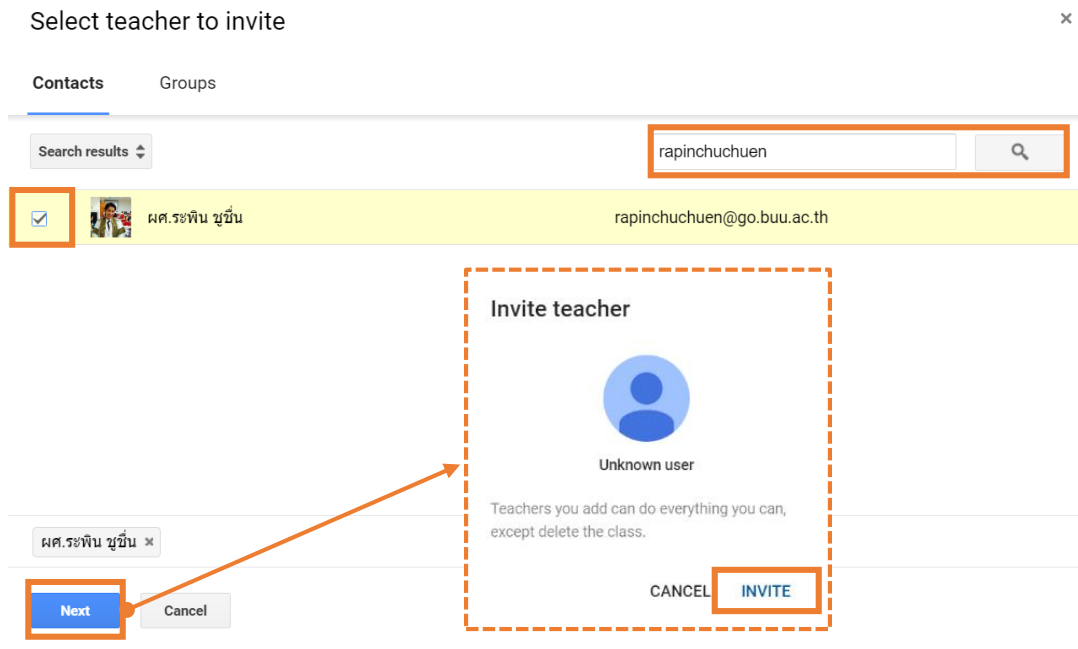 Select teacher to invite ×
Contacts Groups
Search results rapinchuchuen
ผศ.ระพิน ชูชื่น rapinchuchuen@go.buu.ac.th
Invite teacher
Unknown user
Teachers you add can do everything you can,
except delete the class.
CANCEL INVITE
ผศ.ระพิน ชูชื่น ×
Next Cancel